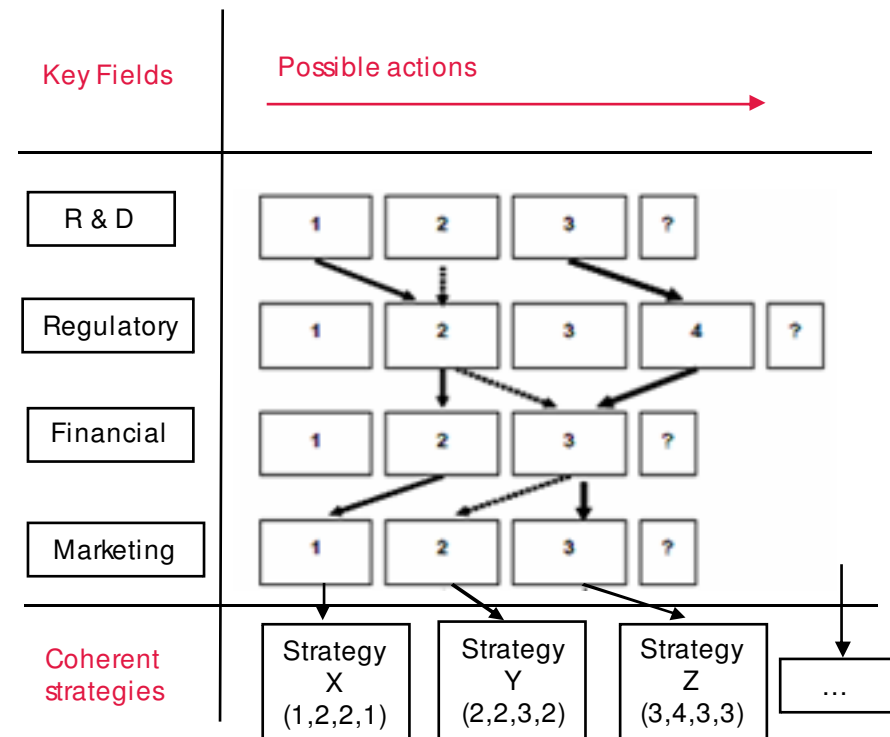 Key Fields
Possible actions
R & D
1 2 3 ?
Regulatory
1 2 3 4 ?
Financial
1 2 3 ?
Marketing
1 2 3 ?
Coherent
strategies
Strategy
X
(1,2,2,1)
Strategy
Y
(2,2,3,2)
Strategy
Z
(3,4,3,3)
...